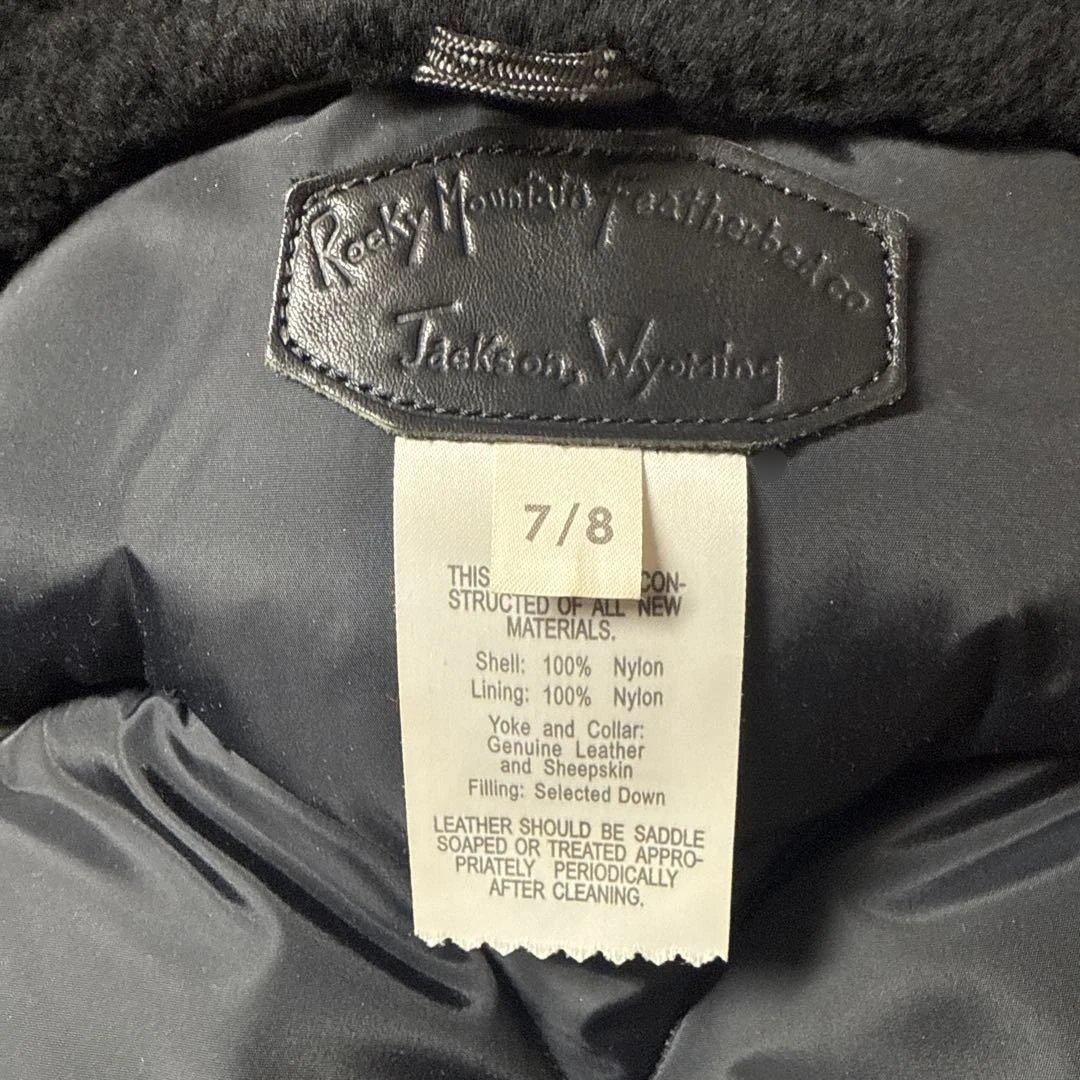 Rocky Mountain Featherbed co
Jackson, Wyoming
7/8
THIS CON-
STRUCTED OF ALL NEW
MATERIALS.
Shell: 100% Nylon
Lining: 100% Nylon
Yoke and Collar:
Genuine Leather
and Sheepskin
Filling: Selected Down
LEATHER SHOULD BE SADDLE
SOAPED OR TREATED APPRO-
PRIATELY PERIODICALLY
AFTER CLEANING.